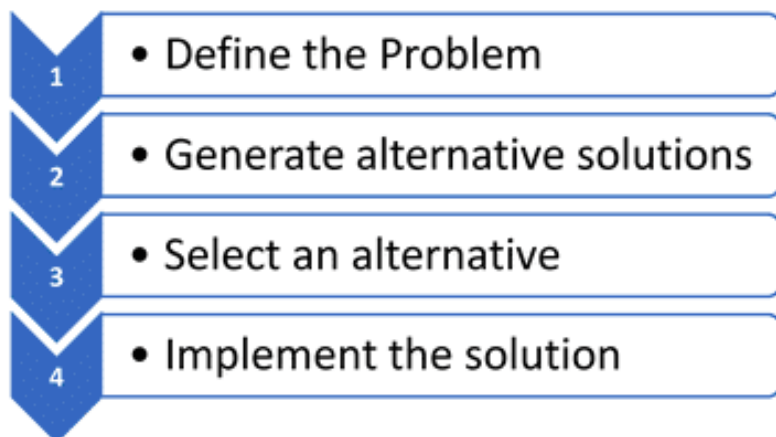 1 • Define the Problem
2 • Generate alternative solutions
3 • Select an alternative
4 • Implement the solution